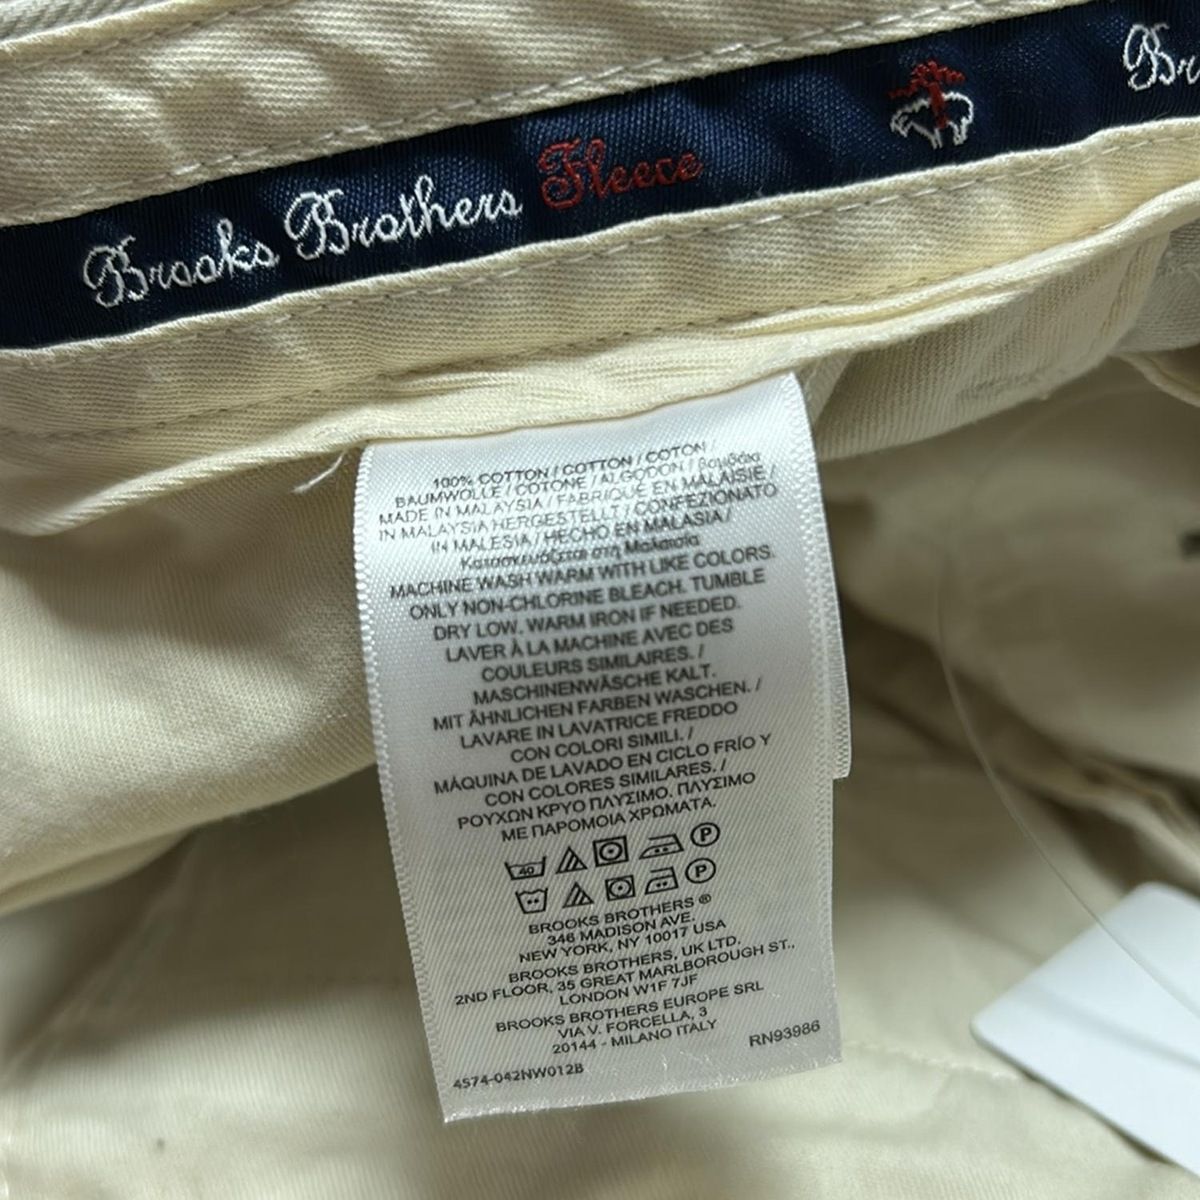 Brooks Brothers Fleece
Br
100% COTTON / COTTON / COTON /
BAUMWOLLE / COTONE / ALGODON / βαμβάκι
MADE IN MALAYSIA / FABRIQUÉ EN MALAISIE /
IN MALAYSIA HERGESTELLT / CONFEZIONATO
IN MALESIA / HECHO EN MALASIA /
Κατασκευάζεται στη Μαλαισία
MACHINE WASH WARM WITH LIKE COLORS.
ONLY NON-CHLORINE BLEACH. TUMBLE
DRY LOW. WARM IRON IF NEEDED.
LAVER À LA MACHINE AVEC DES
COULEURS SIMILAIRES. /
MASCHINENWÄSCHE KALT.
MIT ÄHNLICHEN FARBEN WASCHEN. /
LAVARE IN LAVATRICE FREDDO
CON COLORI SIMILI. /
MÁQUINA DE LAVADO EN CICLO FRÍO Y
CON COLORES SIMILARES. /
ΡΟΥΧΩΝ ΚΡΥΟ ΠΛΥΣΙΜΟ. ΠΛΥΣΙΜΟ
ΜΕ ΠΑΡΟΜΟΙΑ ΧΡΩΜΑΤΑ.
40 P
P
BROOKS BROTHERS ®
346 MADISON AVE.
NEW YORK, NY 10017 USA
BROOKS BROTHERS, UK LTD.
2ND FLOOR, 35 GREAT MARLBOROUGH ST.,
LONDON W1F 7JF
BROOKS BROTHERS EUROPE SRL
VIA V. FORCELLA, 3
20144 - MILANO ITALY
RN93986
4574-042NW012B